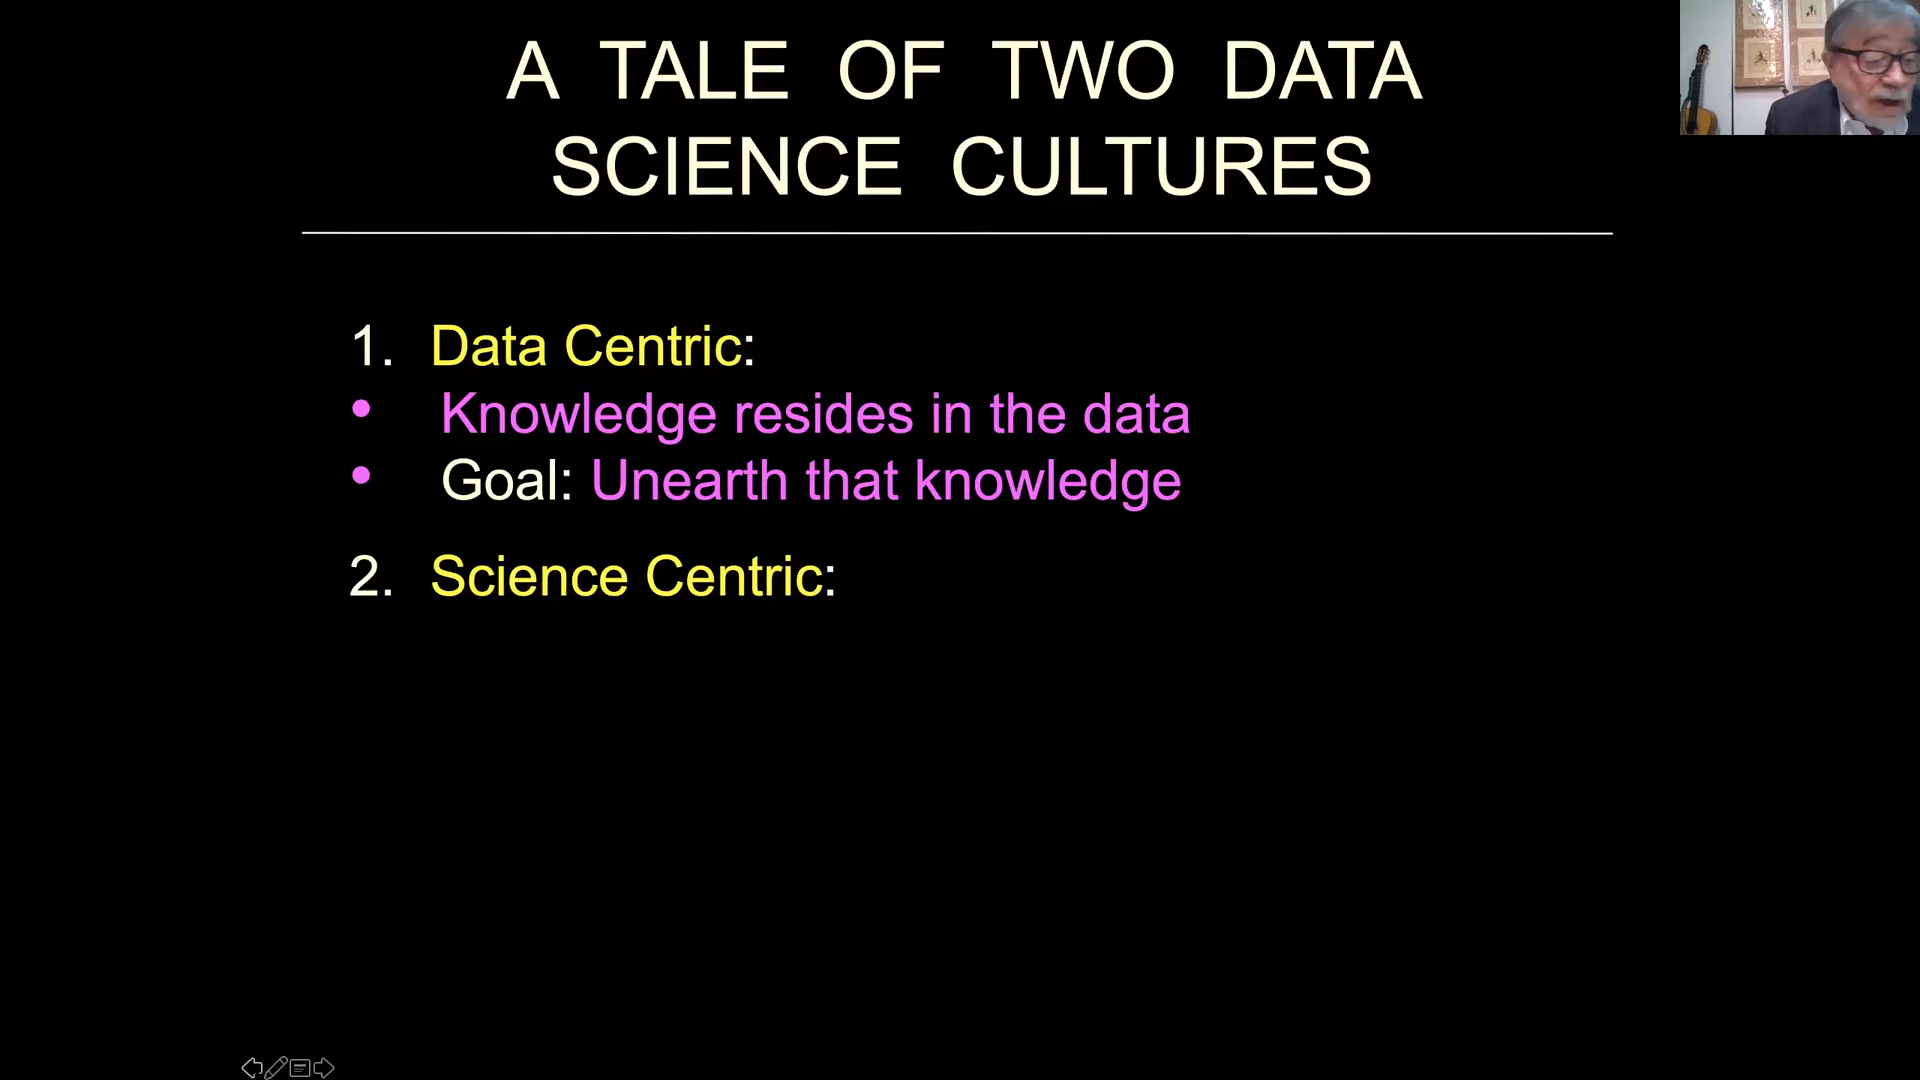 A TALE OF TWO DATA
SCIENCE CULTURES
1. Data Centric:
• Knowledge resides in the data
• Goal: Unearth that knowledge
2. Science Centric: